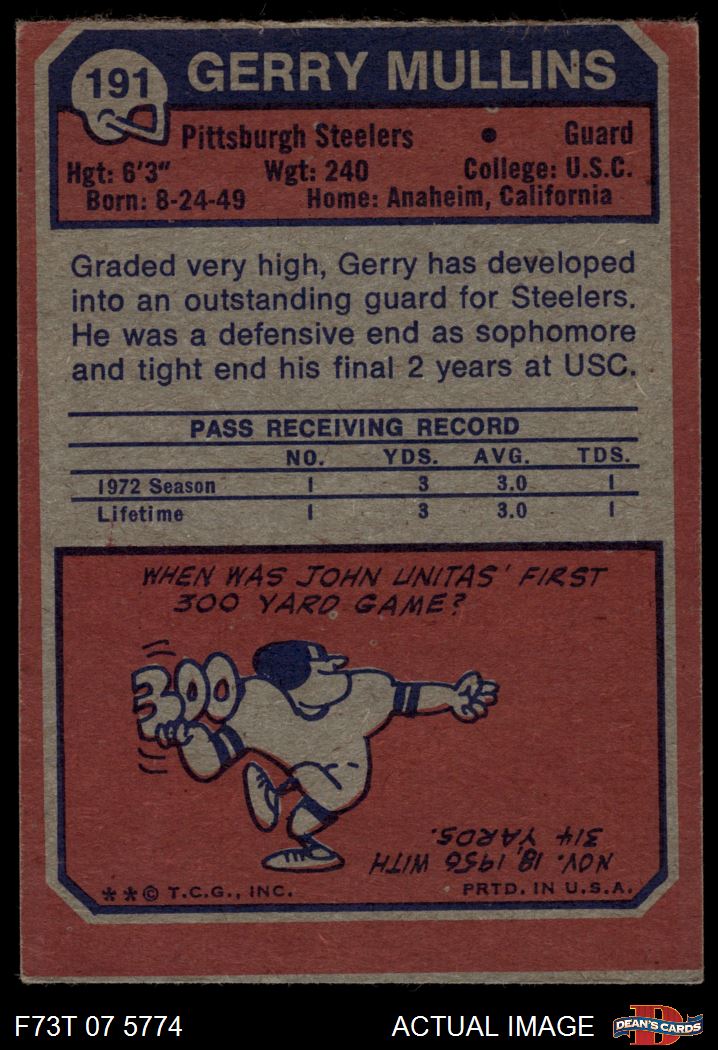 191
GERRY MULLINS
Pittsburgh Steelers • Guard
Hgt: 6'3" Wgt: 240 College: U.S.C.
Born: 8-24-49 Home: Anaheim, California
Graded very high, Gerry has developed
into an outstanding guard for Steelers.
He was a defensive end as sophomore
and tight end his final 2 years at USC.
PASS RECEIVING RECORD
NO. YDS. AVG. TDS.
1972 Season 1 3 3.0 1
Lifetime 1 3 3.0 1
WHEN WAS JOHN UNITAS' FIRST
300 YARD GAME?
300
NOV. 18, 1956 WITH
314 YARDS.
**© T.C.G., INC. PRTD. IN U.S.A.
F73T 07 5774 ACTUAL IMAGE D DEAN'S CARDS